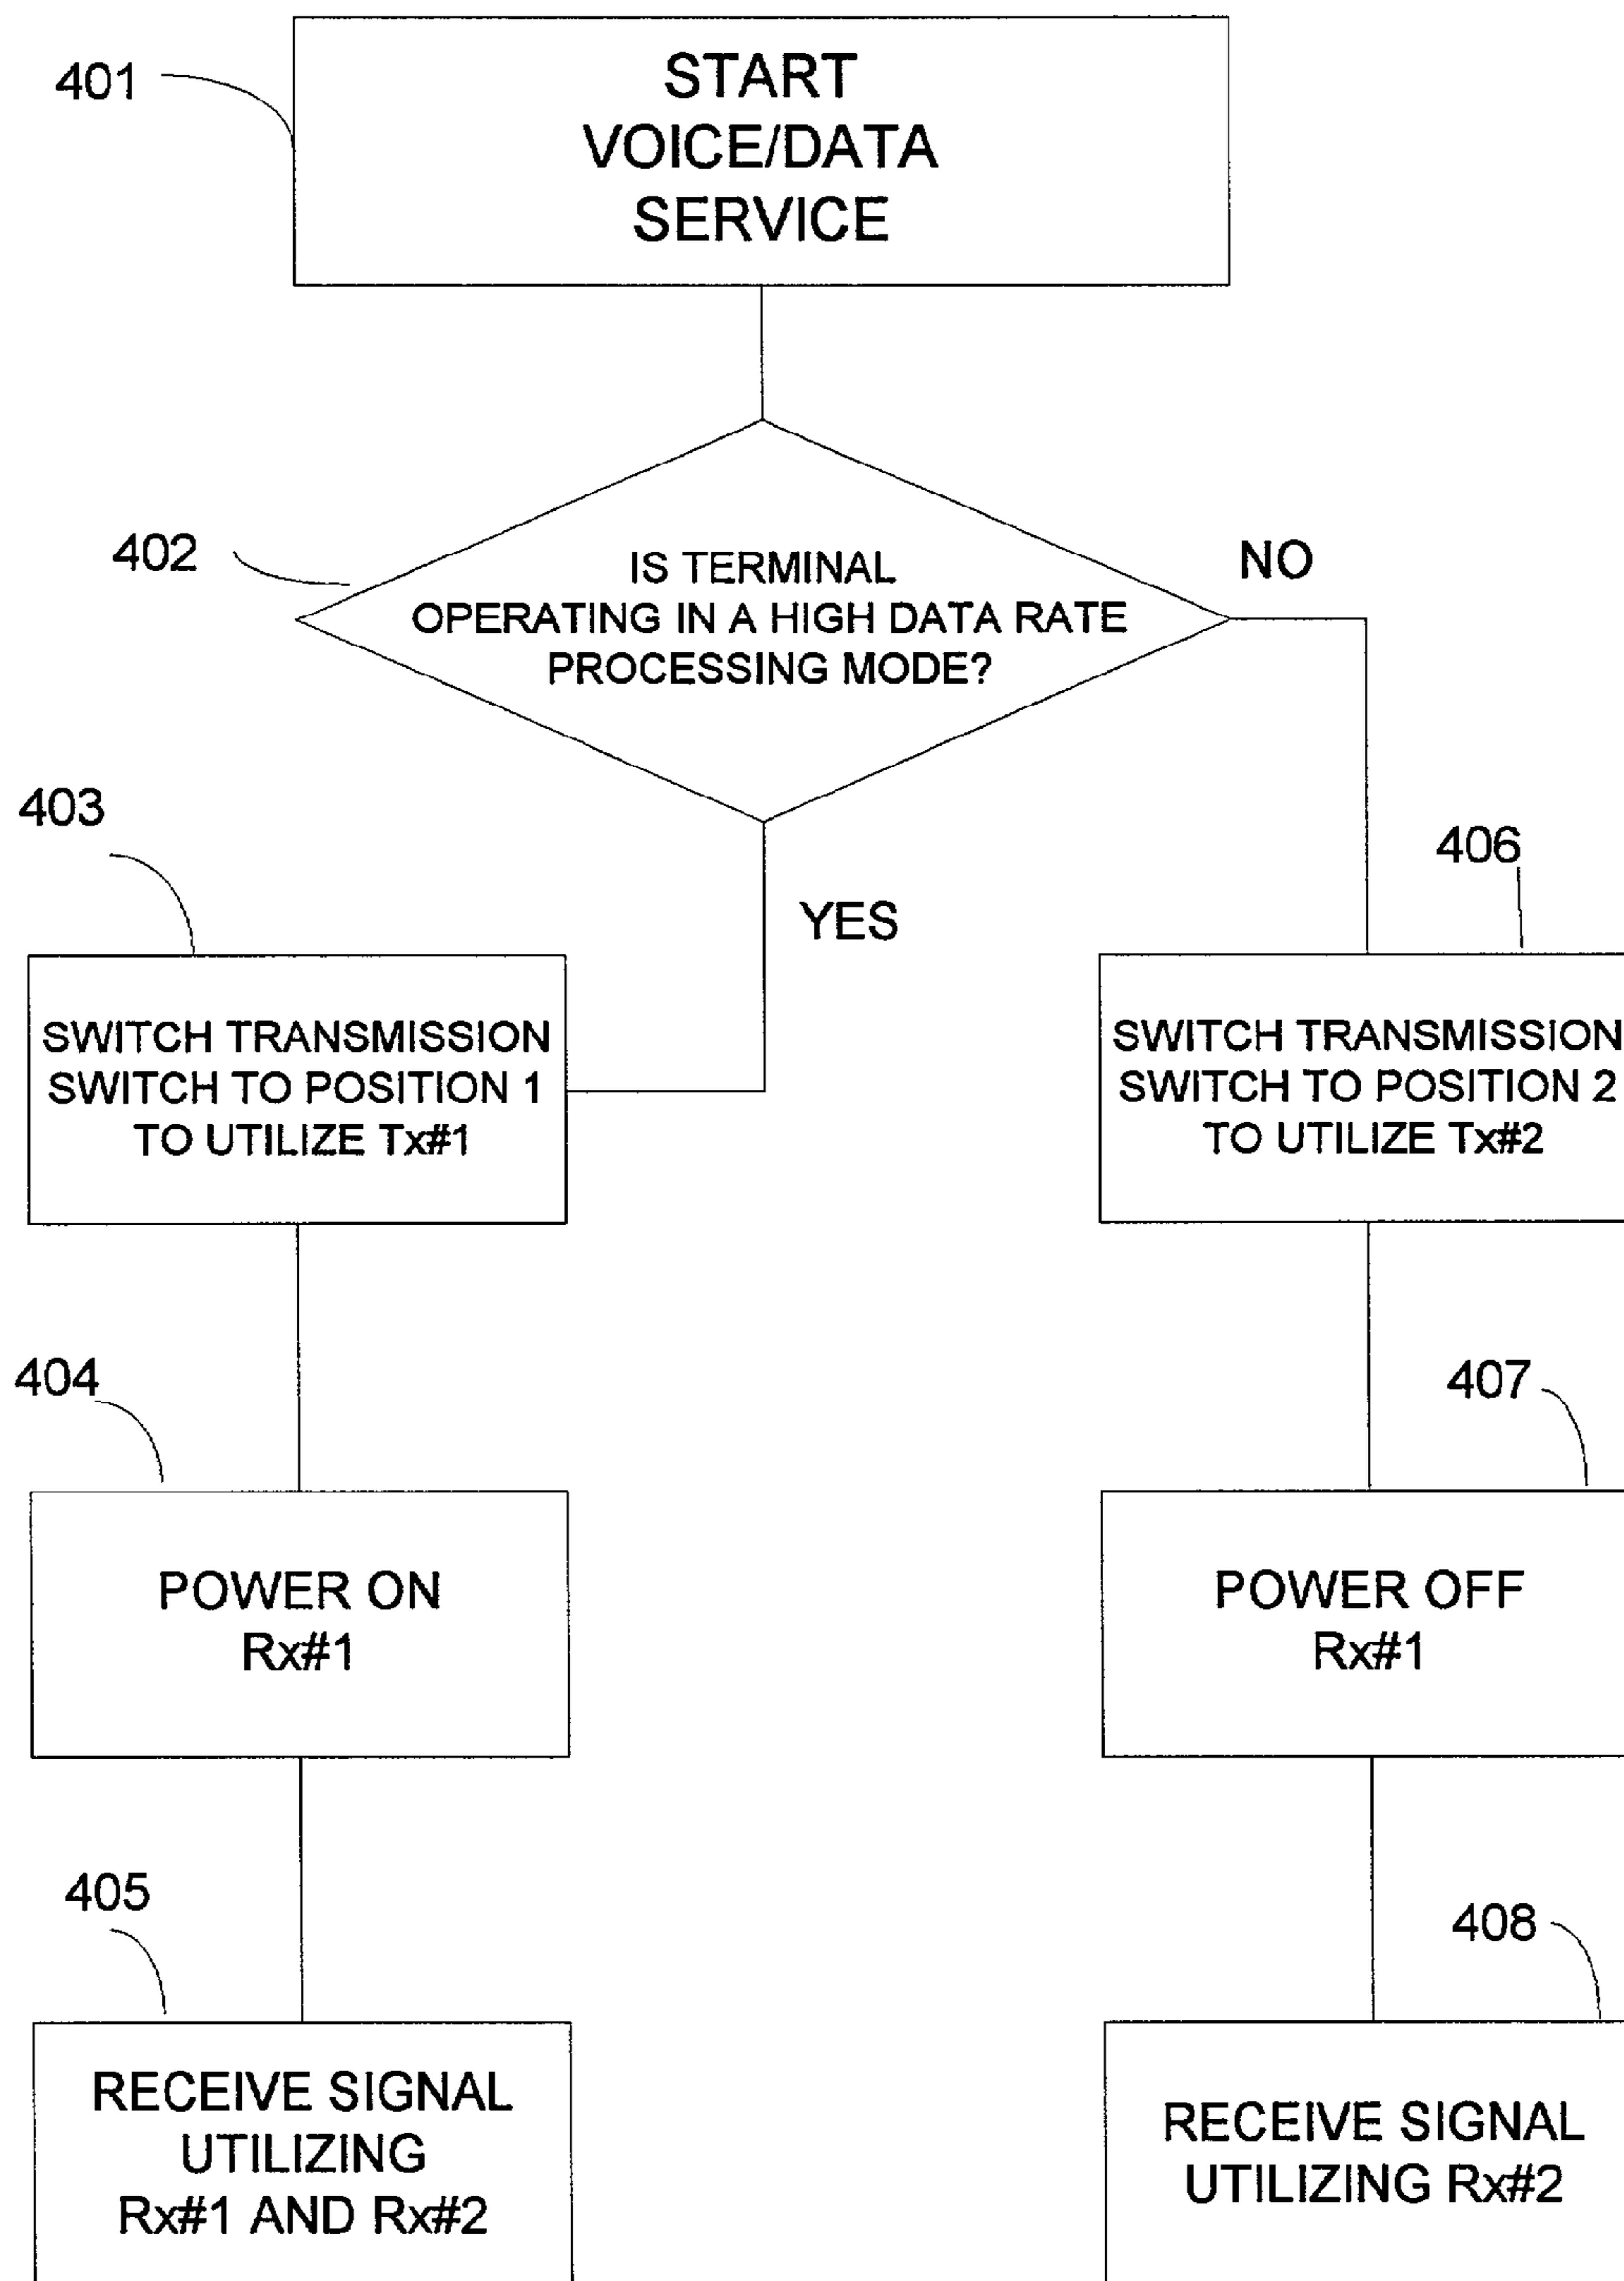 401
START
VOICE/DATA
SERVICE
402
IS TERMINAL
OPERATING IN A HIGH DATA RATE
PROCESSING MODE?
NO
YES
403
SWITCH TRANSMISSION
SWITCH TO POSITION 1
TO UTILIZE Tx#1
406
SWITCH TRANSMISSION
SWITCH TO POSITION 2
TO UTILIZE Tx#2
404
POWER ON
Rx#1
407
POWER OFF
Rx#1
405
RECEIVE SIGNAL
UTILIZING
Rx#1 AND Rx#2
408
RECEIVE SIGNAL
UTILIZING Rx#2